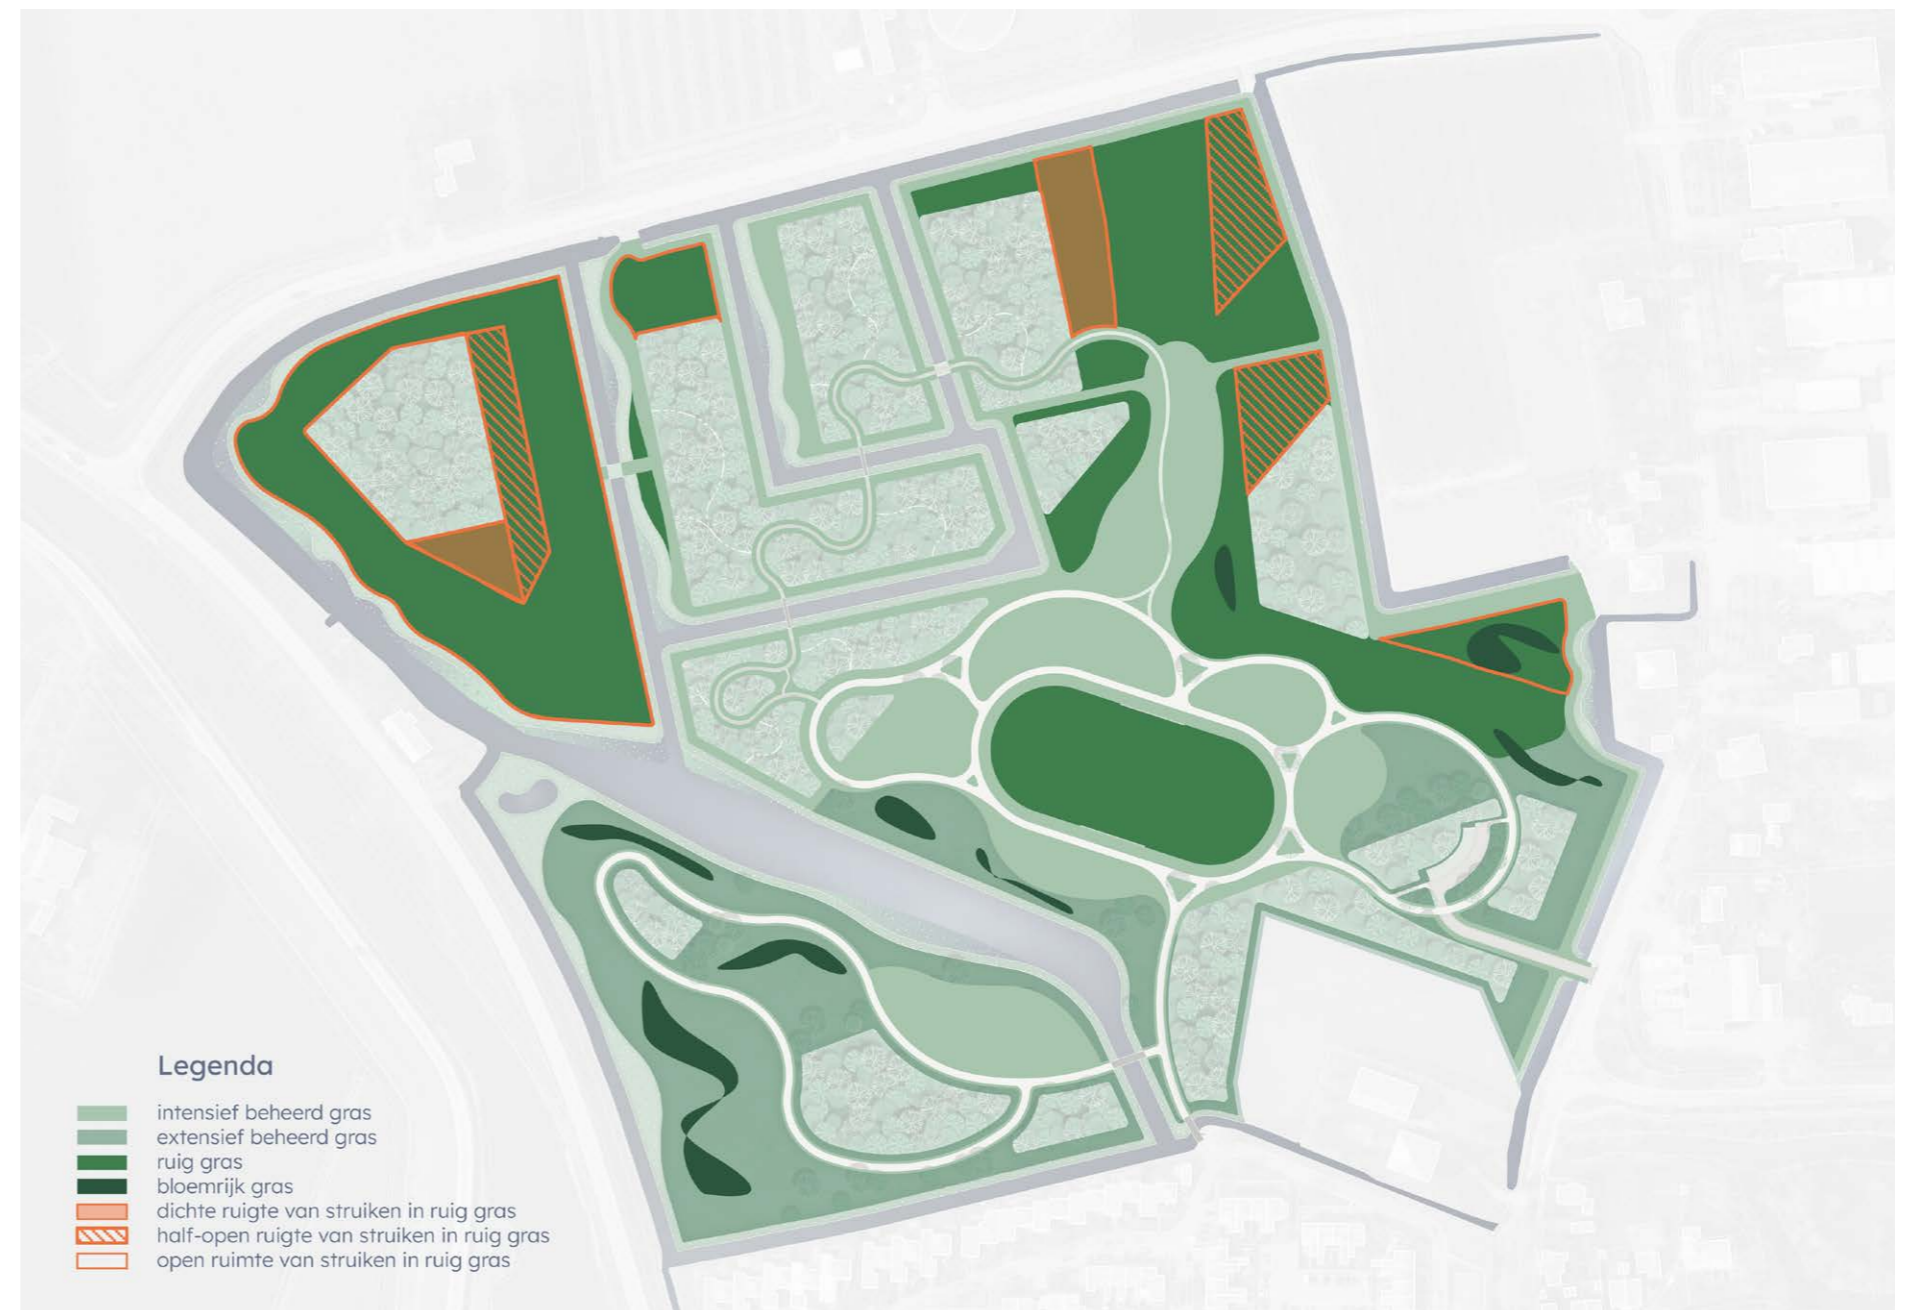 Legenda
intensief beheerd gras
extensief beheerd gras
ruig gras
bloemrijk gras
dichte ruigte van struiken in ruig gras
half-open ruigte van struiken in ruig gras
open ruimte van struiken in ruig gras